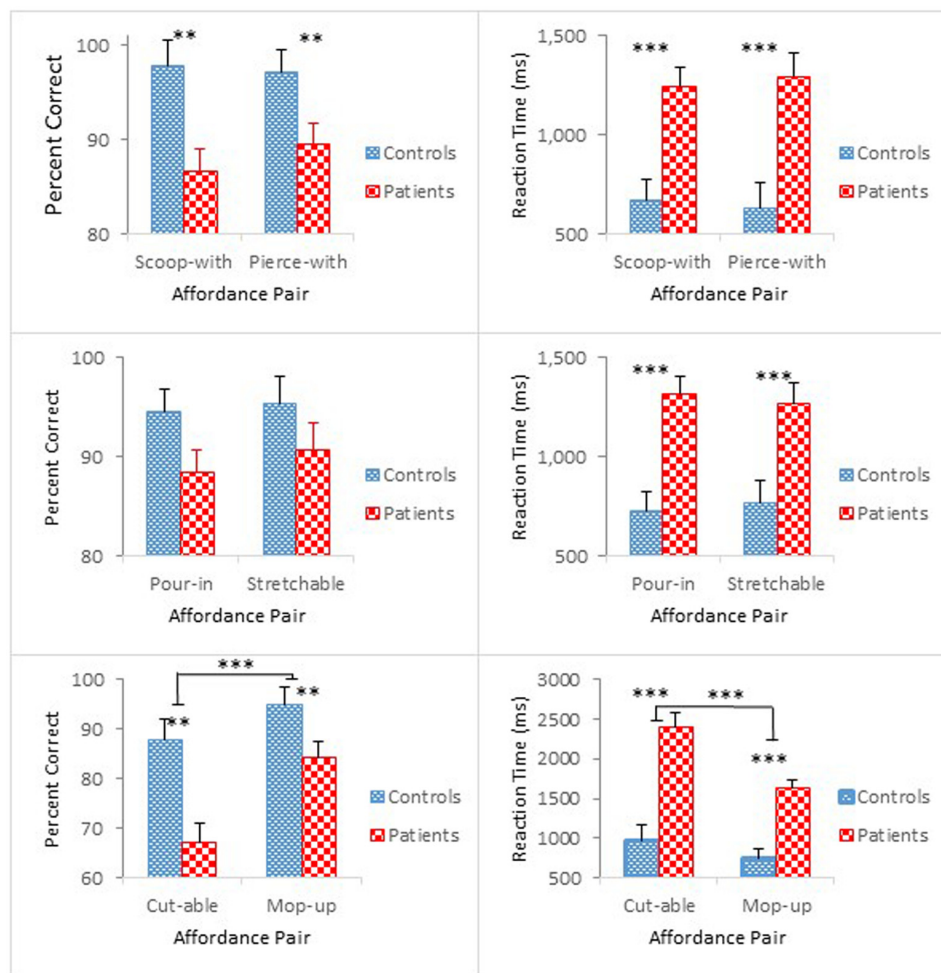 ** **
100
90
80
Percent Correct
Scoop-with Pierce-with
Affordance Pair
Controls
Patients
*** ***
1,500
1,000
500
Reaction Time (ms)
Scoop-with Pierce-with
Affordance Pair
Controls
Patients
100
90
80
Percent Correct
Pour-in Stretchable
Affordance Pair
Controls
Patients
*** ***
1,500
1,000
500
Reaction Time (ms)
Pour-in Stretchable
Affordance Pair
Controls
Patients
***
** **
100
90
80
70
60
Percent Correct
Cut-able Mop-up
Affordance Pair
Controls
Patients
*** ***
***
3000
2500
2000
1500
1000
500
Reaction Time (ms)
Cut-able Mop-up
Affordance Pair
Controls
Patients